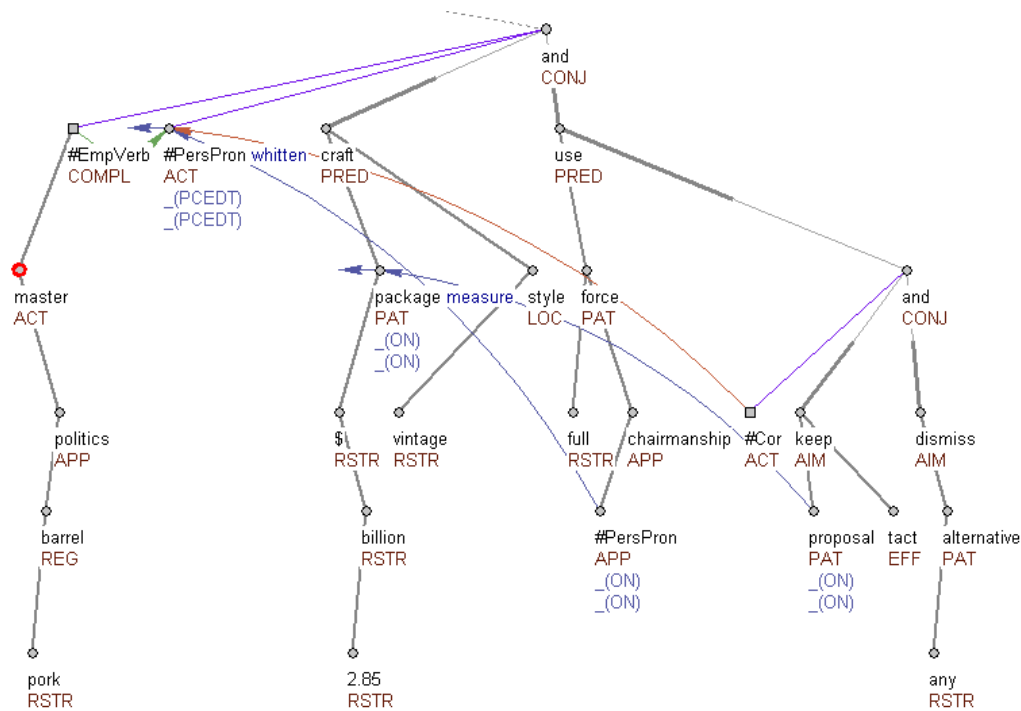 and
CONJ
#EmpVerb #PersPron whitten craft use
COMPL ACT PRED PRED
_(PCEDT)
_(PCEDT)
master package measure style force and
ACT PAT LOC PAT CONJ
_(ON)
_(ON)
politics $ vintage full chairmanship #Cor keep dismiss
APP RSTR RSTR RSTR APP ACT AIM AIM
barrel billion #PersPron proposal tact alternative
REG RSTR APP PAT EFF PAT
_(ON) _(ON)
_(ON) _(ON)
pork 2.85 any
RSTR RSTR RSTR